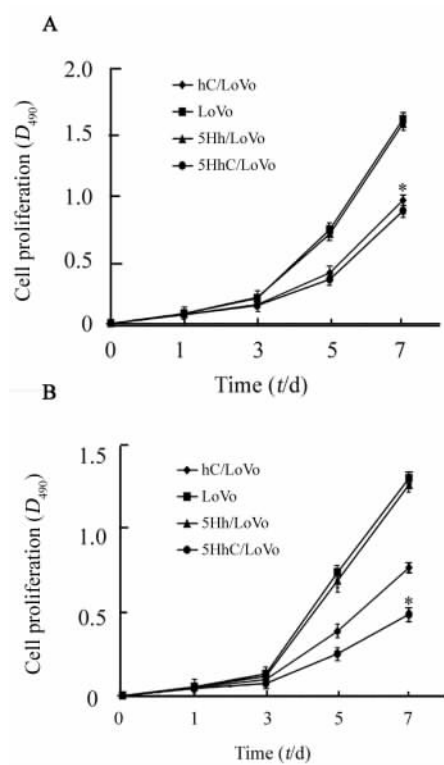 A
2.0
1.5
1.0
0.5
0
Cell proliferation (D490)
hC/LoVo
LoVo
5Hh/LoVo
5HhC/LoVo
*
0 1 3 5 7
Time (t/d)
B
1.5
1.0
0.5
0
Cell proliferation (D490)
hC/LoVo
LoVo
5Hh/LoVo
5HhC/LoVo
*
0 1 3 5 7
Time (t/d)